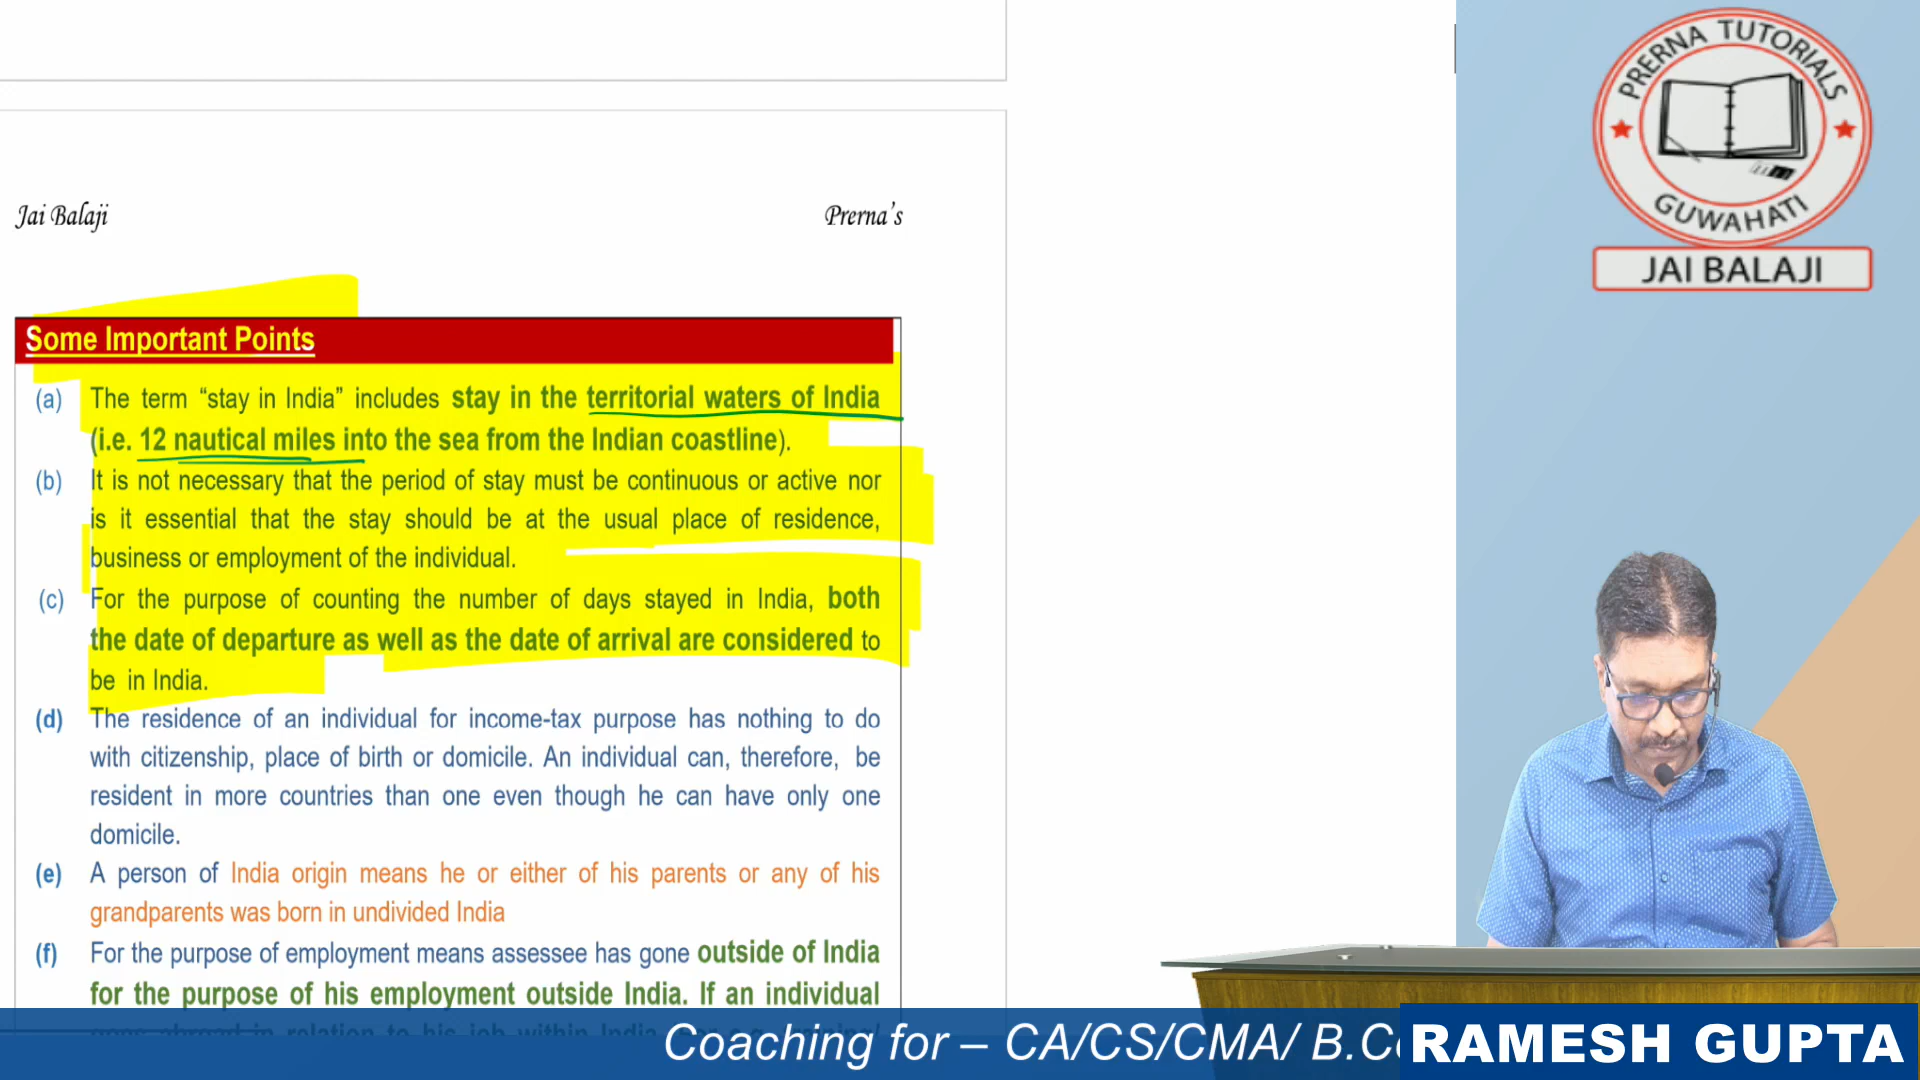 PRERNA TUTORIALS
GUWAHATI
JAI BALAJI
Jai Balaji Prerna's
Some Important Points
(a) The term “stay in India” includes stay in the territorial waters of India
(i.e. 12 nautical miles into the sea from the Indian coastline).
(b) It is not necessary that the period of stay must be continuous or active nor
is it essential that the stay should be at the usual place of residence,
business or employment of the individual.
(c) For the purpose of counting the number of days stayed in India, both
the date of departure as well as the date of arrival are considered to
be in India.
(d) The residence of an individual for income-tax purpose has nothing to do
with citizenship, place of birth or domicile. An individual can, therefore, be
resident in more countries than one even though he can have only one
domicile.
(e) A person of India origin means he or either of his parents or any of his
grandparents was born in undivided India
(f) For the purpose of employment means assessee has gone outside of India
for the purpose of his employment outside India. If an individual
Coaching for – CA/CS/CMA/ B.C
RAMESH GUPTA